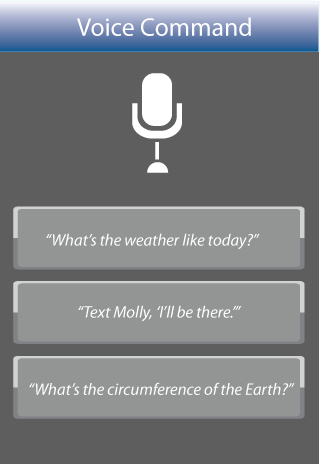 Voice Command
“What’s the weather like today?”
“Text Molly, ‘I’ll be there.’”
“What’s the circumference of the Earth?”